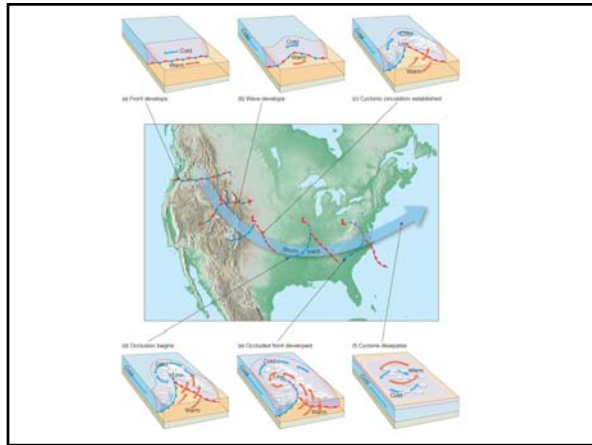 Cold
Warm
Cold
Warm
Cold
Low
Warm
(a) Front develops
(b) Wave develops
(c) Cyclonic circulation established
L
L
L
L
Storm track
(d) Occlusion begins
(e) Occluded front developed
(f) Cyclone dissipates
Cold
Low
Warm
Cold
Warm
Warm
Cold